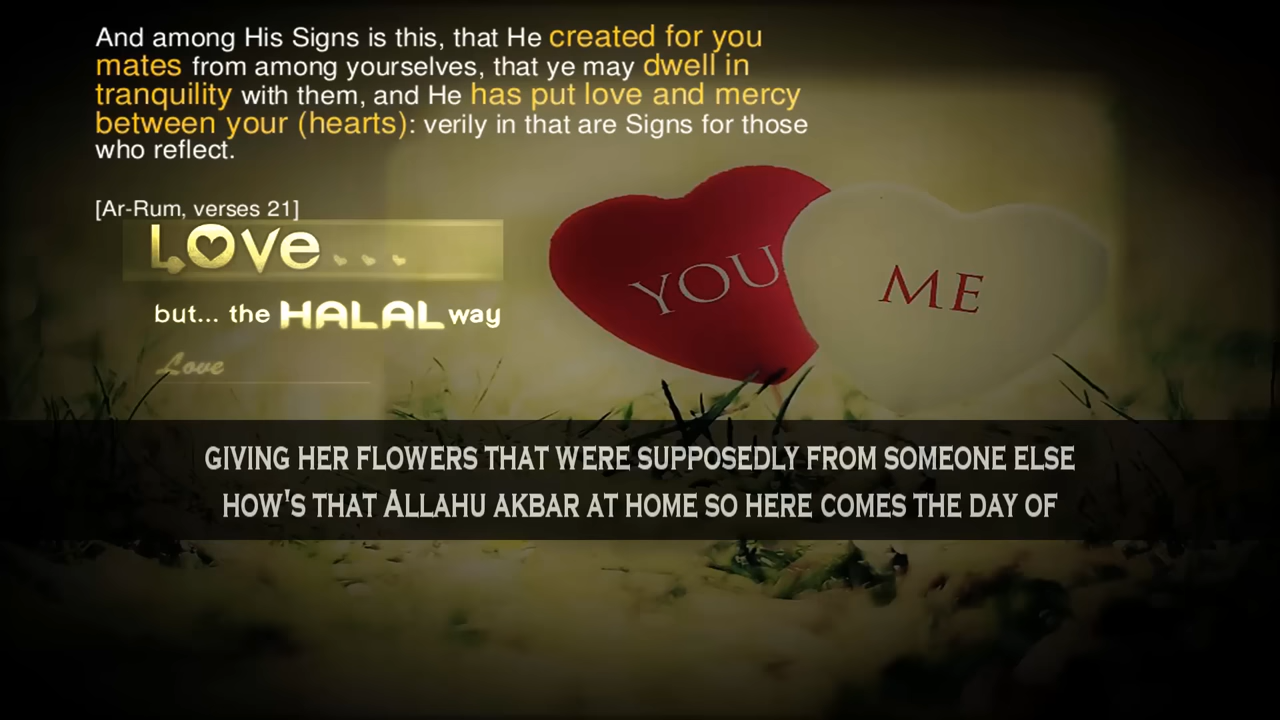 And among His Signs is this, that He created for you
mates from among yourselves, that ye may dwell in
tranquility with them, and He has put love and mercy
between your (hearts): verily in that are Signs for those
who reflect.
[Ar-Rum, verses 21]
Love...
but... the HALAL way
Love
YOU
ME
GIVING HER FLOWERS THAT WERE SUPPOSEDLY FROM SOMEONE ELSE
HOW'S THAT ALLAHU AKBAR AT HOME SO HERE COMES THE DAY OF